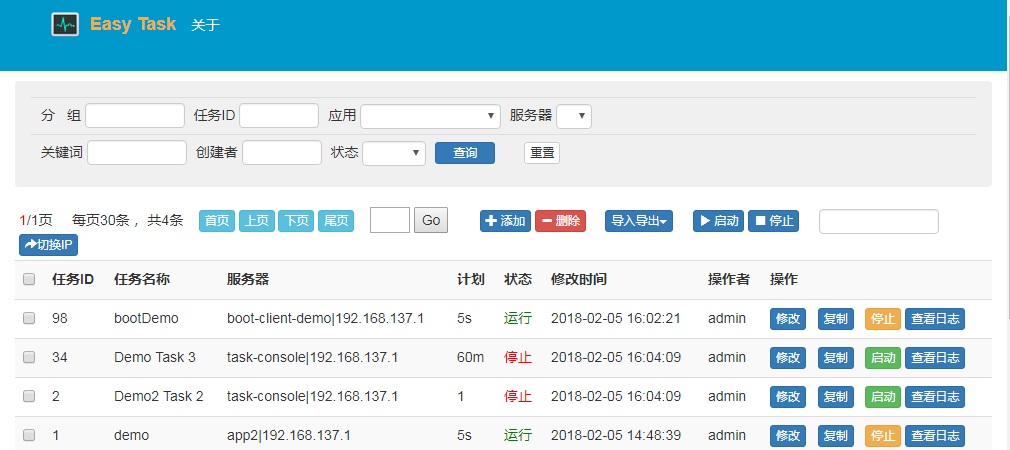 Easy Task 关于
分 组 任务ID 应用 服务器
关键词 创建者 状态 查询 重置
1/1页 每页30条 ，共4条 首页 上页 下页 尾页 Go 添加 删除 导入导出 启动 停止
切换IP
任务ID 任务名称 服务器 计划 状态 修改时间 操作者 操作
98 bootDemo boot-client-demo|192.168.137.1 5s 运行 2018-02-05 16:02:21 admin 修改 复制 停止 查看日志
34 Demo Task 3 task-console|192.168.137.1 60m 停止 2018-02-05 16:04:09 admin 修改 复制 启动 查看日志
2 Demo2 Task 2 task-console|192.168.137.1 1 停止 2018-02-05 16:04:09 admin 修改 复制 启动 查看日志
1 demo app2|192.168.137.1 5s 运行 2018-02-05 14:48:39 admin 修改 复制 停止 查看日志